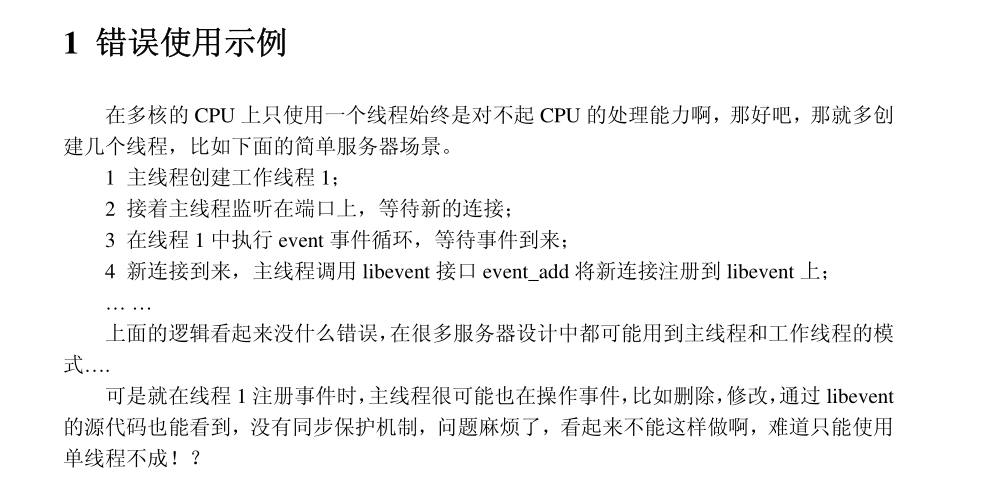 1 错误使用示例
在多核的 CPU 上只使用一个线程始终是对不起 CPU 的处理能力啊，那好吧，那就多创
建几个线程，比如下面的简单服务器场景。
1 主线程创建工作线程 1；
2 接着主线程监听在端口上，等待新的连接；
3 在线程 1 中执行 event 事件循环，等待事件到来；
4 新连接到来，主线程调用 libevent 接口 event_add 将新连接注册到 libevent 上；
… …
上面的逻辑看起来没什么错误，在很多服务器设计中都可能用到主线程和工作线程的模
式….
可是就在线程 1 注册事件时，主线程很可能也在操作事件，比如删除，修改，通过 libevent
的源代码也能看到，没有同步保护机制，问题麻烦了，看起来不能这样做啊，难道只能使用
单线程不成！？